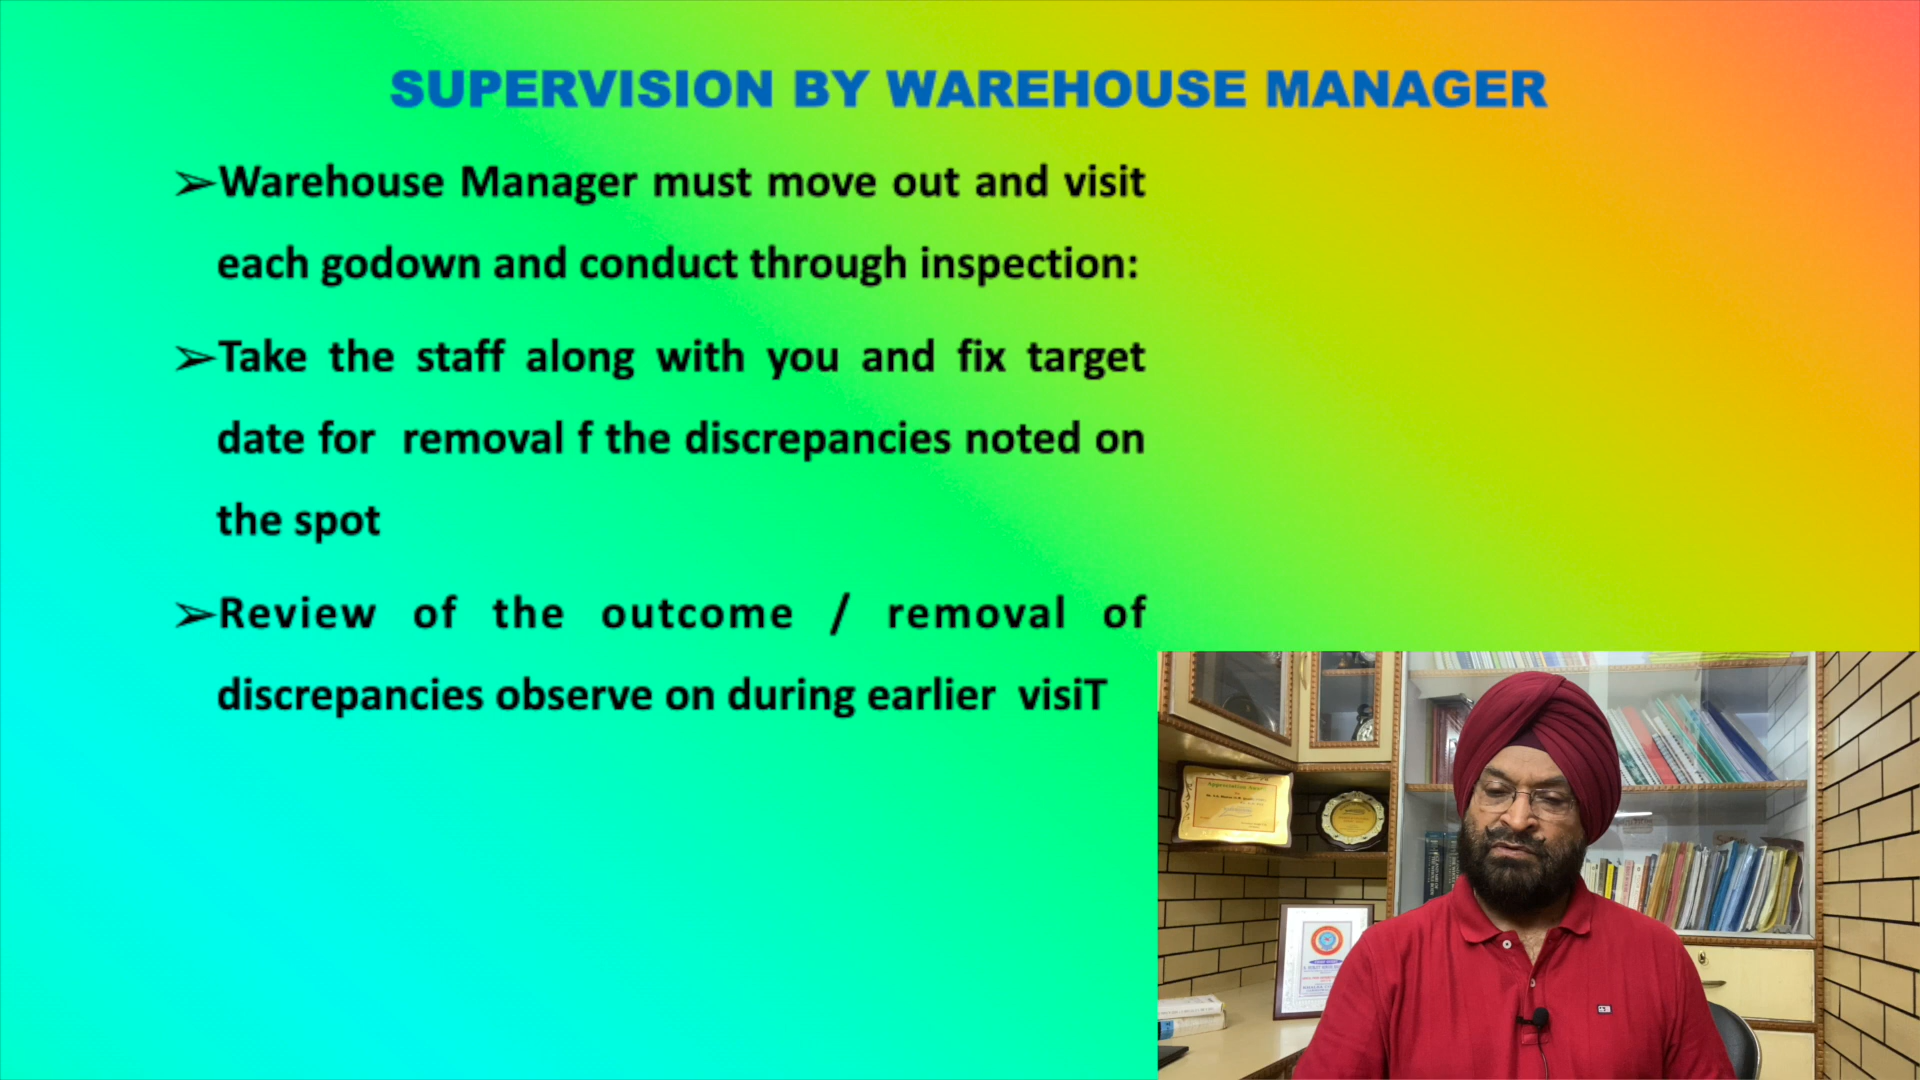 SUPERVISION BY WAREHOUSE MANAGER
➢Warehouse Manager must move out and visit
each godown and conduct through inspection:
➢Take the staff along with you and fix target
date for removal f the discrepancies noted on
the spot
➢Review of the outcome / removal of
discrepancies observe on during earlier visiT